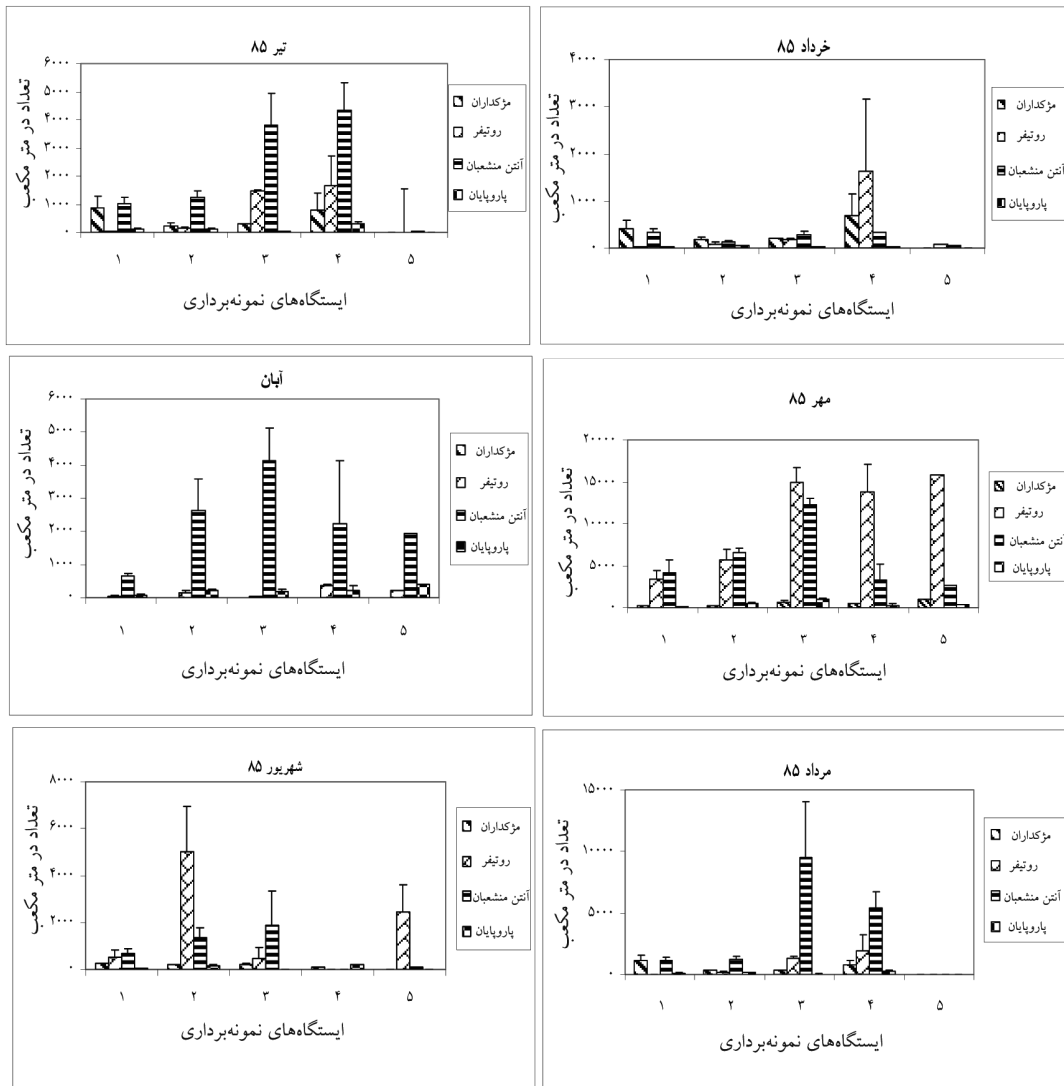 خرداد ۸۵
تعداد در متر مکعب
۴۰۰۰
۳۰۰۰
۲۰۰۰
۱۰۰۰
۰
۱ ۲ ۳ ۴ ۵
ایستگاه‌های نمونه‌برداری
مژکداران
روتیفر
آنتن منشعبان
پاروپایان
تیر ۸۵
تعداد در متر مکعب
۶۰۰۰
۵۰۰۰
۴۰۰۰
۳۰۰۰
۲۰۰۰
۱۰۰۰
۰
۱ ۲ ۳ ۴ ۵
ایستگاه‌های نمونه‌برداری
مژکداران
روتیفر
آنتن منشعبان
پاروپایان
مهر ۸۵
تعداد در متر مکعب
۲۰۰۰۰
۱۵۰۰۰
۱۰۰۰۰
۵۰۰۰
۰
۱ ۲ ۳ ۴ ۵
ایستگاه‌های نمونه‌برداری
مژکداران
روتیفر
آنتن منشعبان
پاروپایان
آبان
تعداد در متر مکعب
۶۰۰۰
۵۰۰۰
۴۰۰۰
۳۰۰۰
۲۰۰۰
۱۰۰۰
۰
۱ ۲ ۳ ۴ ۵
ایستگاه‌های نمونه‌برداری
مژکداران
روتیفر
آنتن منشعبان
پاروپایان
مرداد ۸۵
تعداد در متر مکعب
۱۵۰۰۰
۱۰۰۰۰
۵۰۰۰
۰
۱ ۲ ۳ ۴ ۵
ایستگاه‌های نمونه‌برداری
مژکداران
روتیفر
آنتن منشعبان
پاروپایان
شهریور ۸۵
تعداد در متر مکعب
۸۰۰۰
۶۰۰۰
۴۰۰۰
۲۰۰۰
۰
۱ ۲ ۳ ۴ ۵
ایستگاه‌های نمونه‌برداری
مژکداران
روتیفر
آنتن منشعبان
پاروپایان